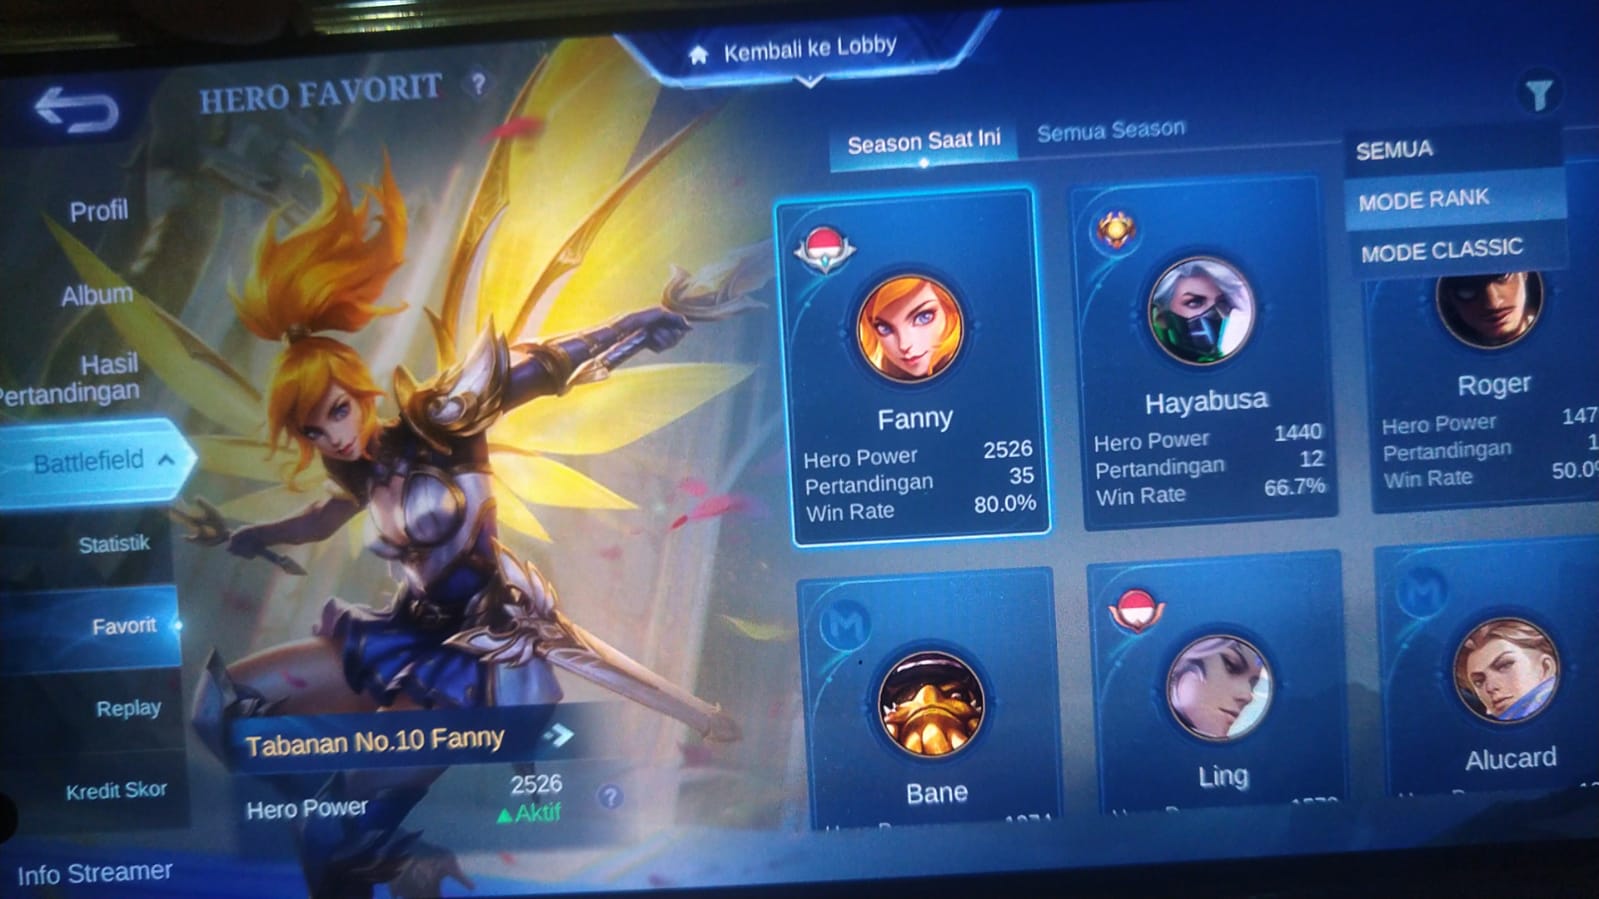 Kembali ke Lobby
HERO FAVORIT ?
Season Saat Ini
Semua Season
SEMUA
MODE RANK
MODE CLASSIC
Profil
Album
Hasil
Pertandingan
Battlefield
Statistik
Favorit
Replay
Kredit Skor
Info Streamer
Tabanan No.10 Fanny
Hero Power 2526
Aktif
?
Fanny
Hero Power 2526
Pertandingan 35
Win Rate 80.0%
Hayabusa
Hero Power 1440
Pertandingan 12
Win Rate 66.7%
Roger
Hero Power 147
Pertandingan 1
Win Rate 50.0
M
Bane
Ling
M
Alucard